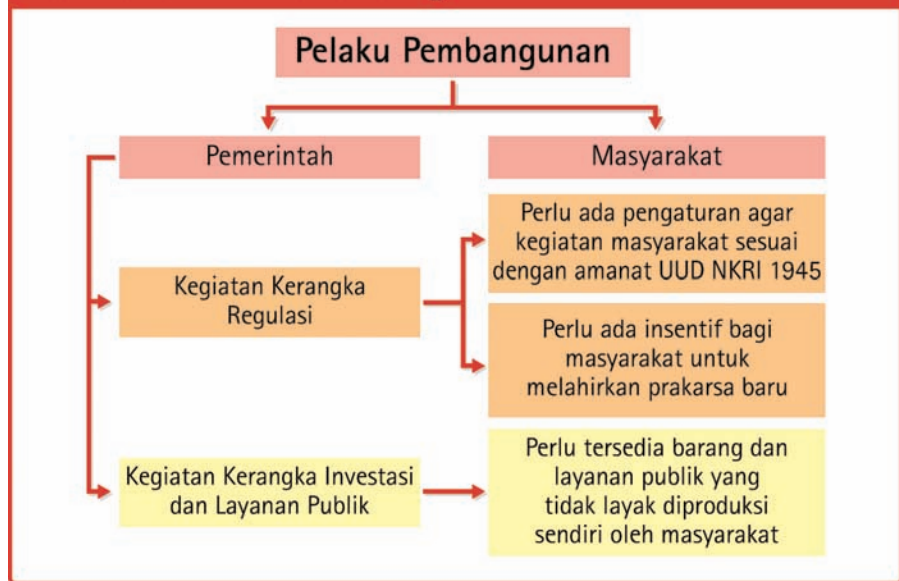 Pelaku Pembangunan
Pemerintah
Masyarakat
Kegiatan Kerangka
Regulasi
Perlu ada pengaturan agar
kegiatan masyarakat sesuai
dengan amanat UUD NKRI 1945
Perlu ada insentif bagi
masyarakat untuk
melahirkan prakarsa baru
Kegiatan Kerangka Investasi
dan Layanan Publik
Perlu tersedia barang dan
layanan publik yang
tidak layak diproduksi
sendiri oleh masyarakat